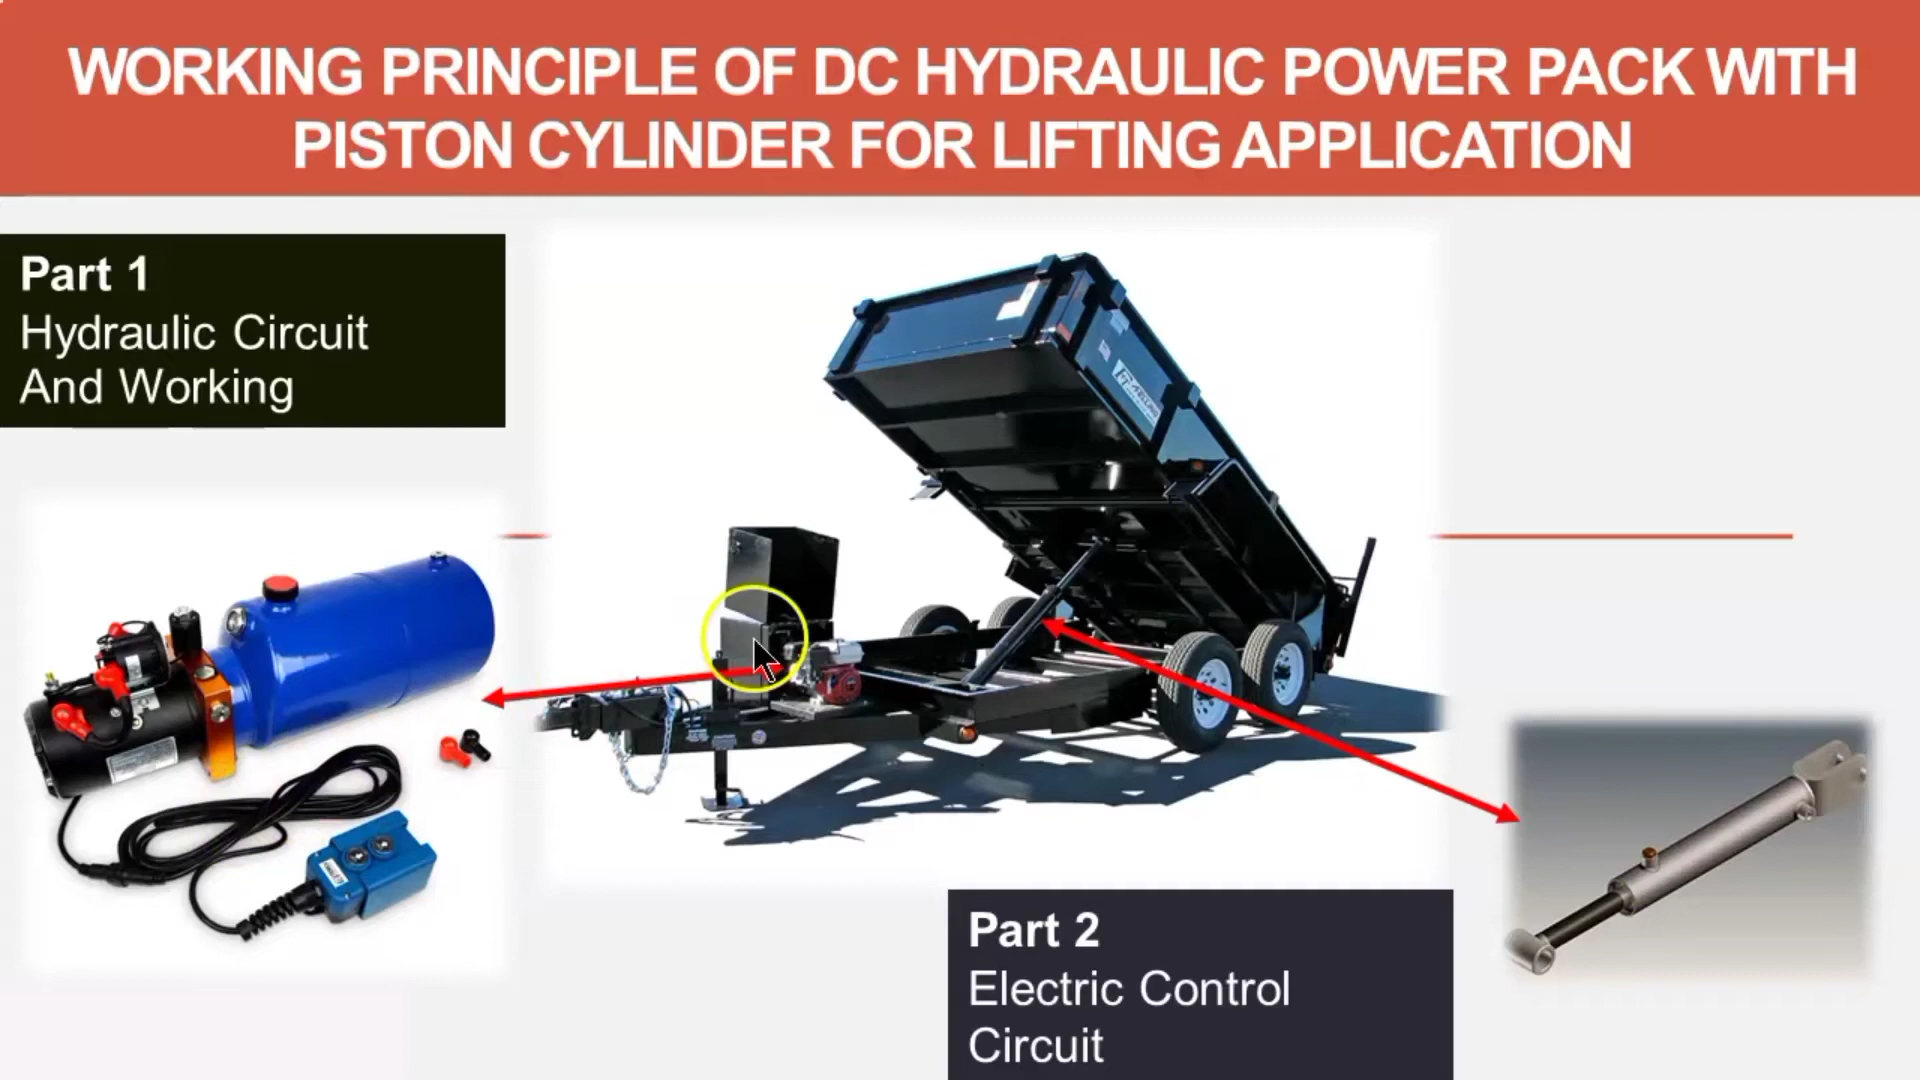 WORKING PRINCIPLE OF DC HYDRAULIC POWER PACK WITH
PISTON CYLINDER FOR LIFTING APPLICATION
Part 1
Hydraulic Circuit
And Working
Part 2
Electric Control
Circuit